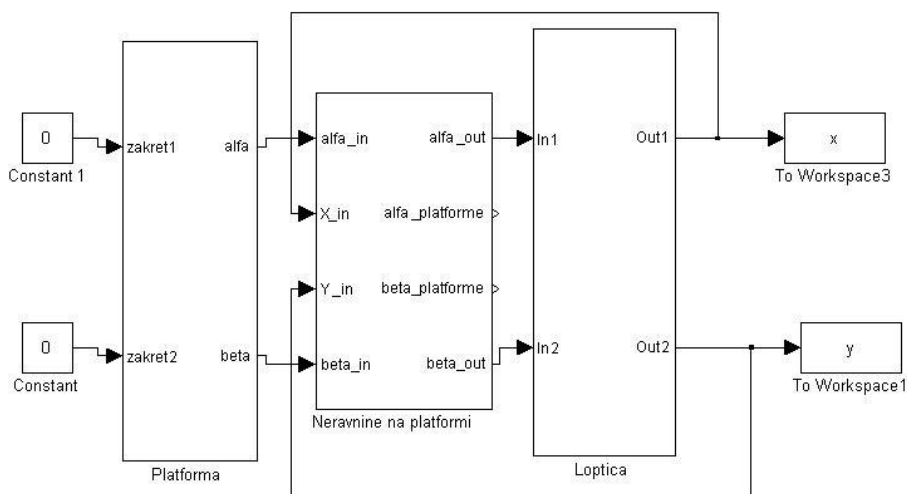 0
Constant 1
0
Constant
zakret1
alfa
zakret2
beta
Platforma
alfa_in
alfa_out
X_in
alfa_platforme
Y_in
beta_platforme
beta_in
beta_out
Neravnine na platformi
In1
Out1
In2
Out2
Loptica
x
To Workspace3
y
To Workspace1